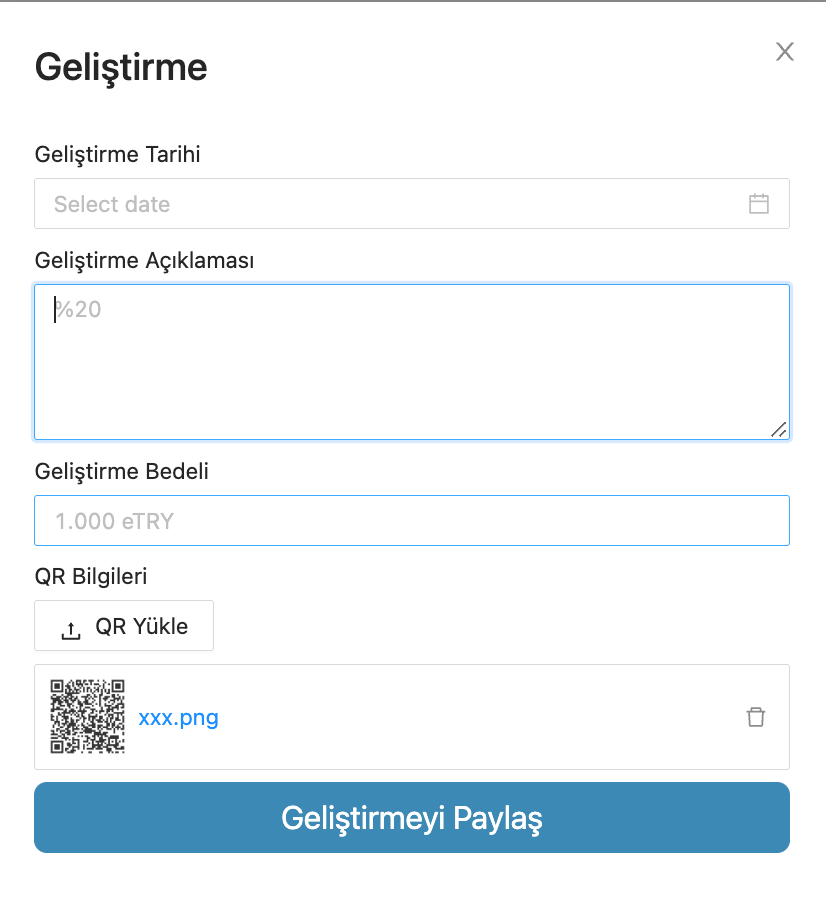 Geliştirme
Geliştirme Tarihi
Select date
Geliştirme Açıklaması
%20
Geliştirme Bedeli
1.000 eTRY
QR Bilgileri
QR Yükle
xxx.png
Geliştirmeyi Paylaş